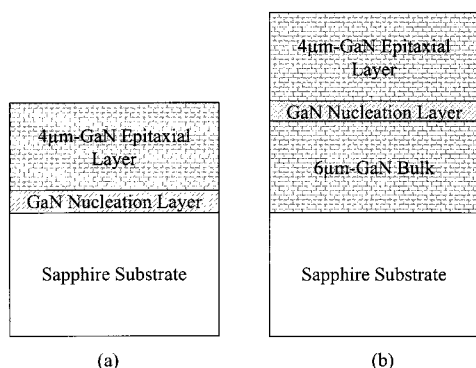 4μm-GaN Epitaxial
Layer
GaN Nucleation Layer
Sapphire Substrate
(a)
4μm-GaN Epitaxial
Layer
GaN Nucleation Layer
6μm-GaN Bulk
Sapphire Substrate
(b)